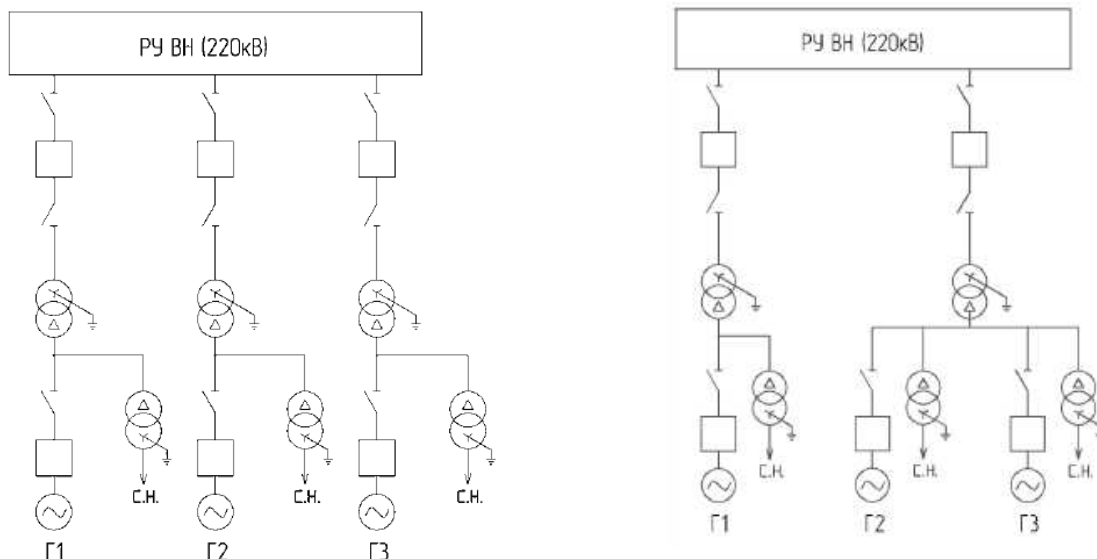 РУ ВН (220кВ)
С.Н.
С.Н.
С.Н.
Г1
Г2
Г3
РУ ВН (220кВ)
С.Н.
С.Н.
С.Н.
Г1
Г2
Г3